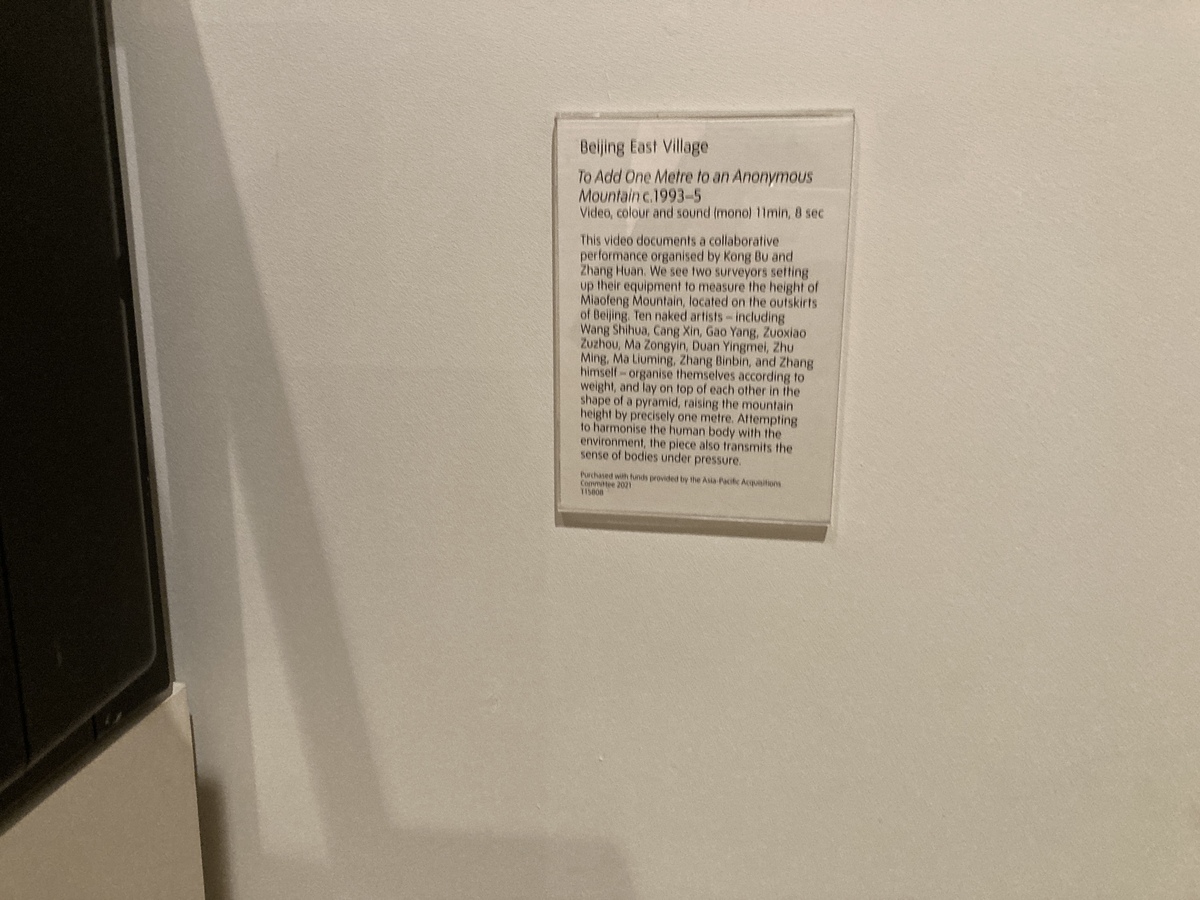 Beijing East Village
To Add One Metre to an Anonymous
Mountain c.1993–5
Video, colour and sound (mono) 11min, 8 sec
This video documents a collaborative
performance organised by Kong Bu and
Zhang Huan. We see two surveyors setting
up their equipment to measure the height of
Miaofeng Mountain, located on the outskirts
of Beijing. Ten naked artists – including
Wang Shihua, Cang Xin, Gao Yang, Zuoxiao
Zuzhou, Ma Zongyin, Duan Yingmei, Zhu
Ming, Ma Liuming, Zhang Binbin, and Zhang
himself – organise themselves according to
weight, and lay on top of each other in the
shape of a pyramid, raising the mountain
height by precisely one metre. Attempting
to harmonise the human body with the
environment, the piece also transmits the
sense of bodies under pressure.
Purchased with funds provided by the Asia-Pacific Acquisitions
Committee 2021
T15808